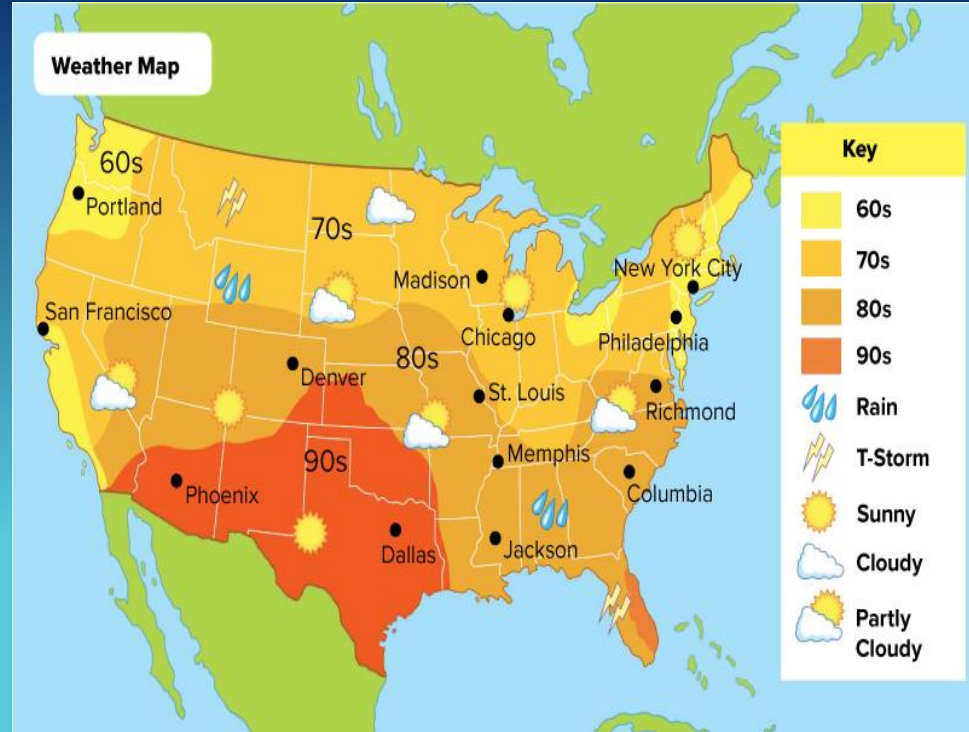 Weather Map
60s
Portland
70s
Madison
New York City
San Francisco
Chicago
Philadelphia
80s
Denver
St. Louis
Richmond
Memphis
90s
Phoenix
Columbia
Dallas
Jackson
Key
60s
70s
80s
90s
Rain
T-Storm
Sunny
Cloudy
Partly
Cloudy